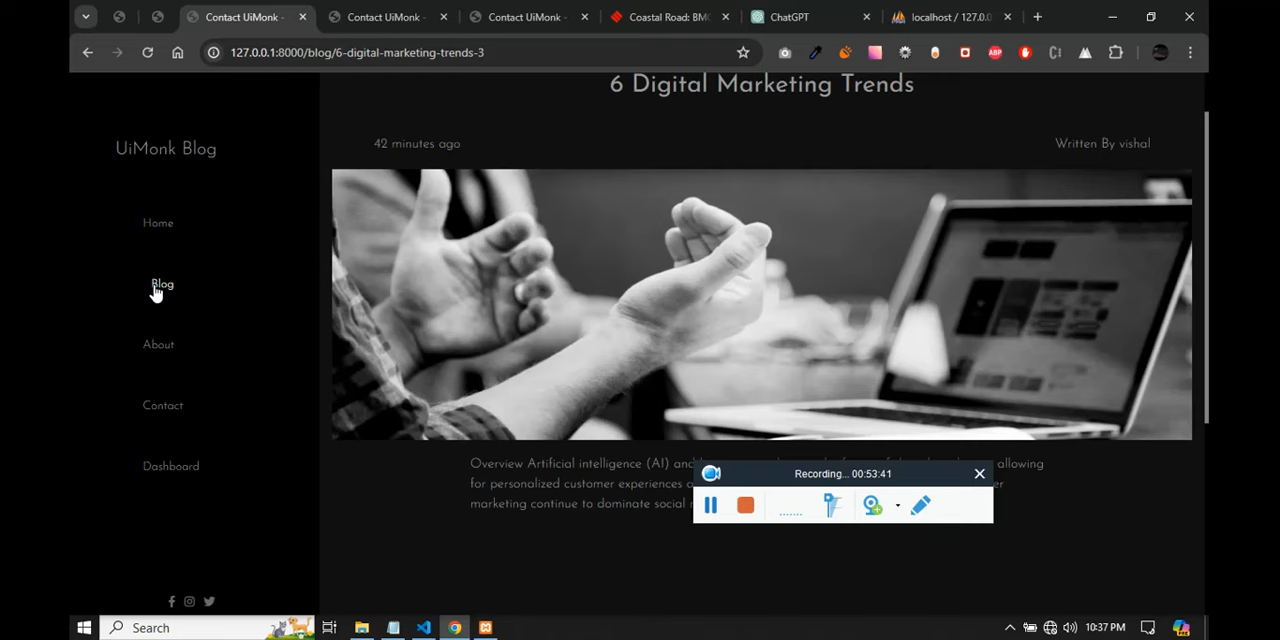 Contact UiMonk -
Contact UiMonk -
Contact UiMonk -
Coastal Road: BMC
ChatGPT
localhost / 127.0.0
127.0.0.1:8000/blog/6-digital-marketing-trends-3
ABP
6 Digital Marketing Trends
UiMonk Blog
42 minutes ago
Written By vishal
Home
Blog
About
Contact
Dashboard
Overview Artificial intelligence (AI) and
allowing
for personalized customer experiences
marketing continue to dominate social
Recording... 00:53:41
Search
10:37 PM